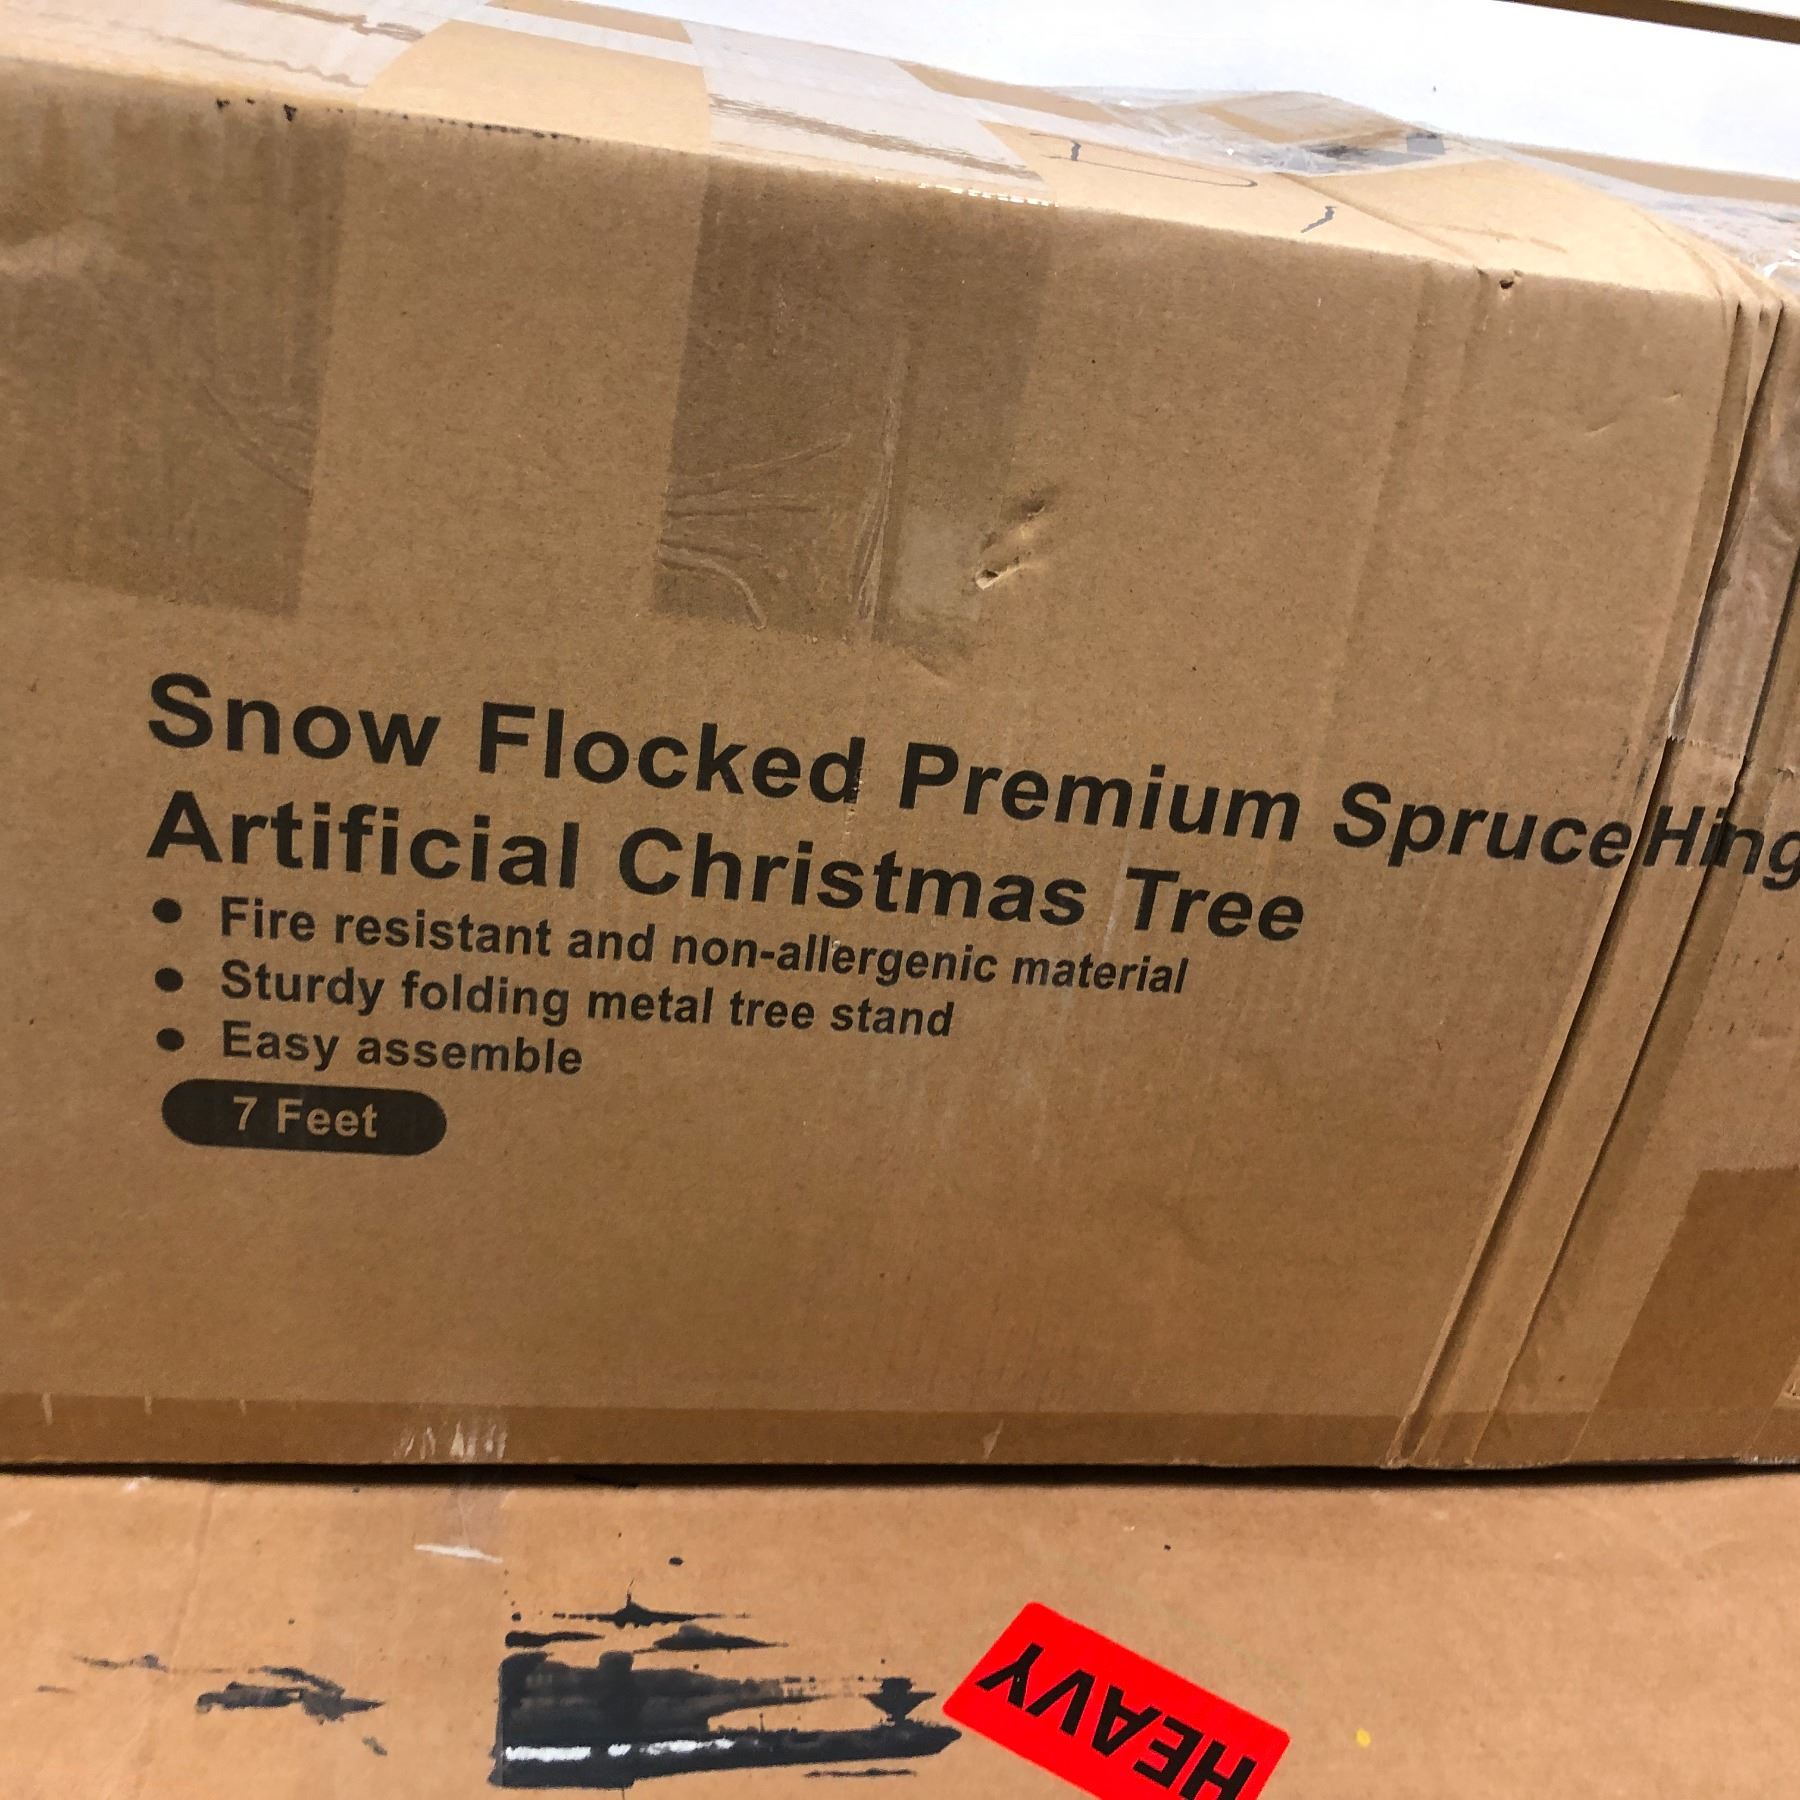 Snow Flocked Premium Spruce Hing
Artificial Christmas Tree
● Fire resistant and non-allergenic material
● Sturdy folding metal tree stand
● Easy assemble
7 Feet
HEAVY